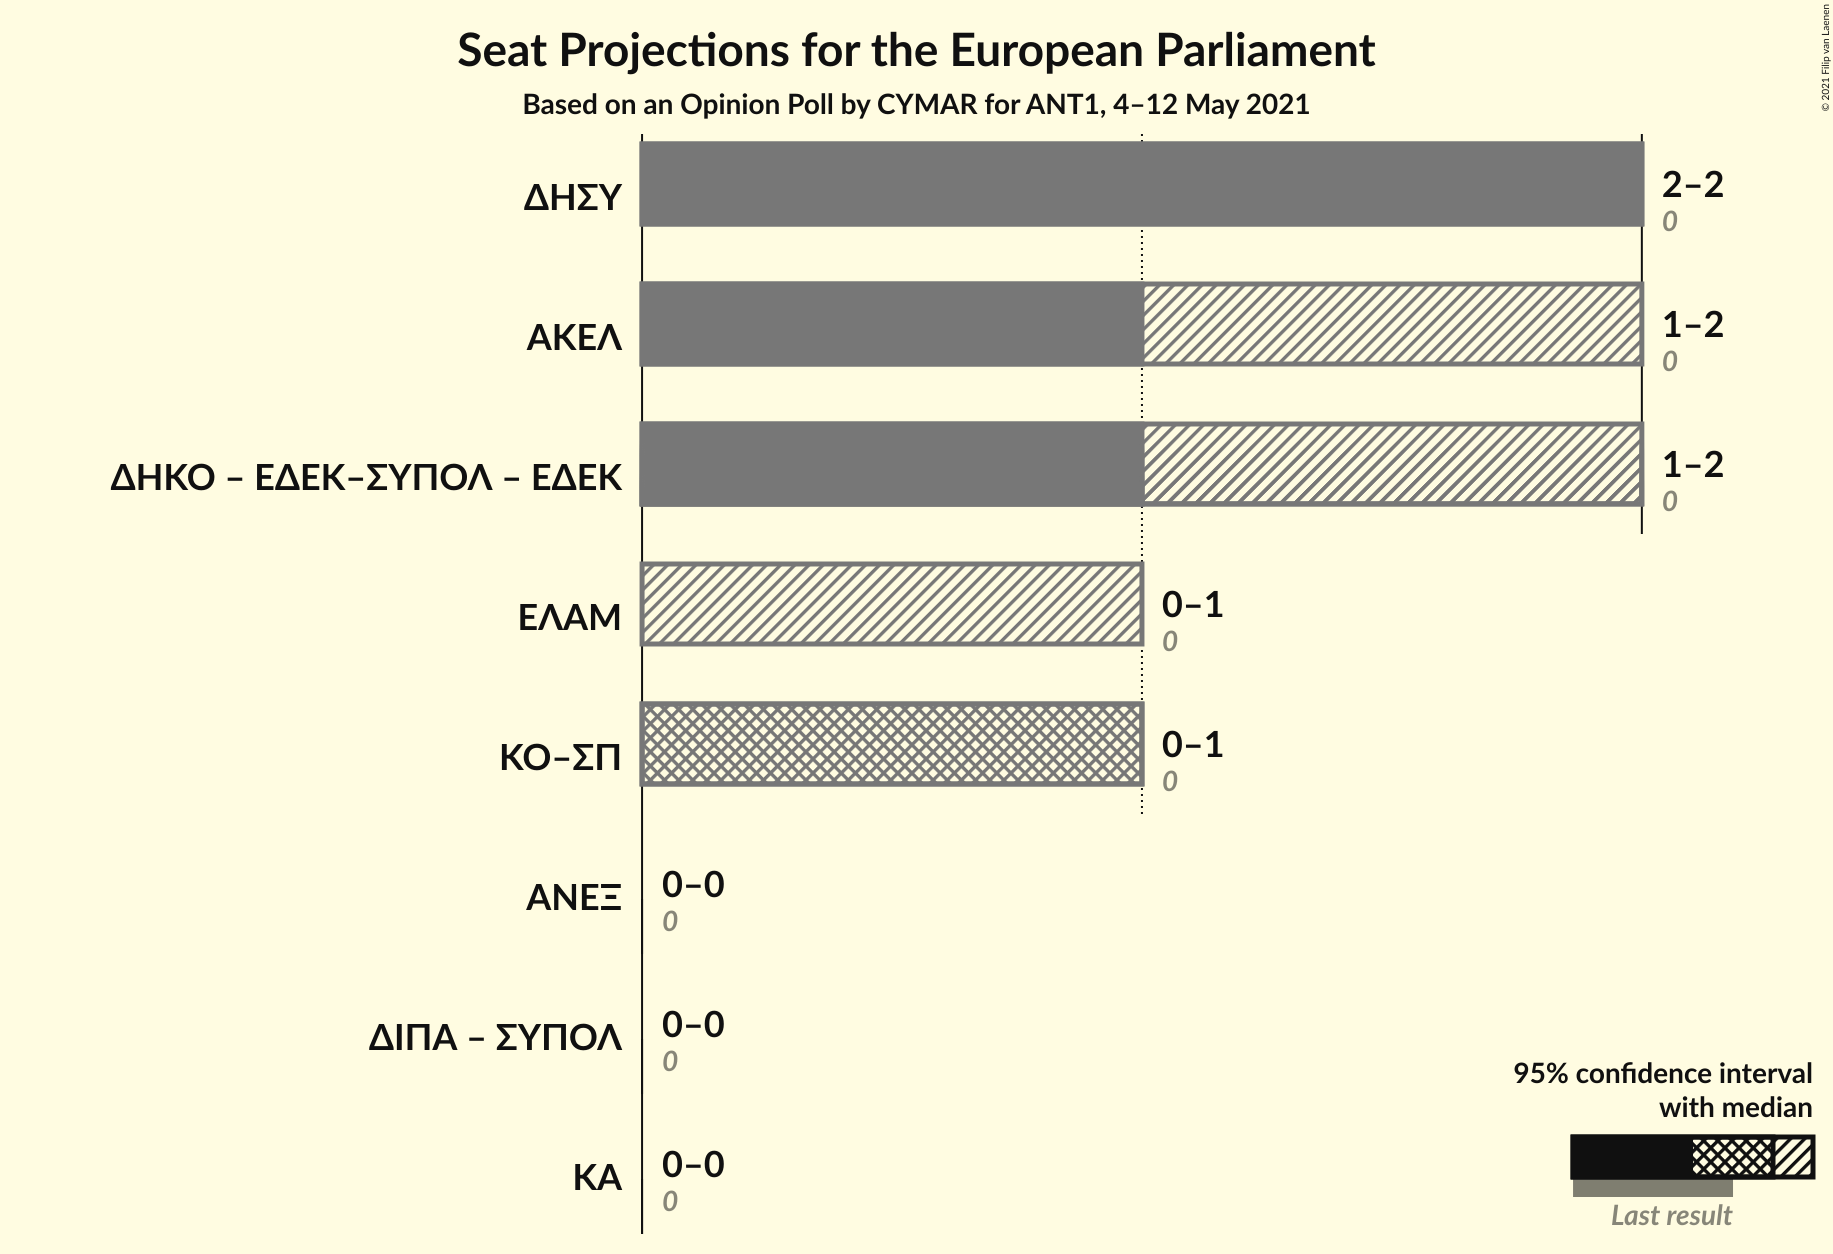 Seat Projections for the European Parliament
Based on an Opinion Poll by CYMAR for ANT1, 4–12 May 2021
© 2021 Filip van Laenen
ΔΗΣΥ
2–2
0
ΑΚΕΛ
1–2
0
ΔΗΚΟ – ΕΔΕΚ–ΣΥΠΟΛ – ΕΔΕΚ
1–2
0
ΕΛΑΜ
0–1
0
ΚΟ–ΣΠ
0–1
0
ΑΝΕΞ
0–0
0
ΔΙΠΑ – ΣΥΠΟΛ
0–0
0
ΚΑ
0–0
0
95% confidence interval
with median
Last result